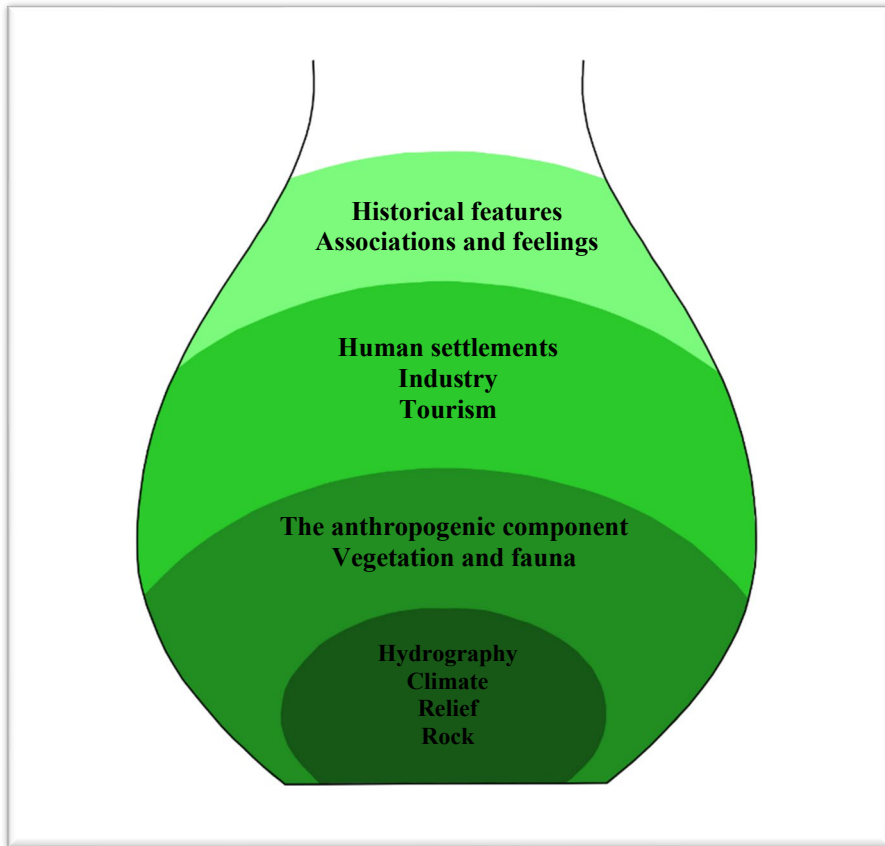 Historical features
Associations and feelings
Human settlements
Industry
Tourism
The anthropogenic component
Vegetation and fauna
Hydrography
Climate
Relief
Rock